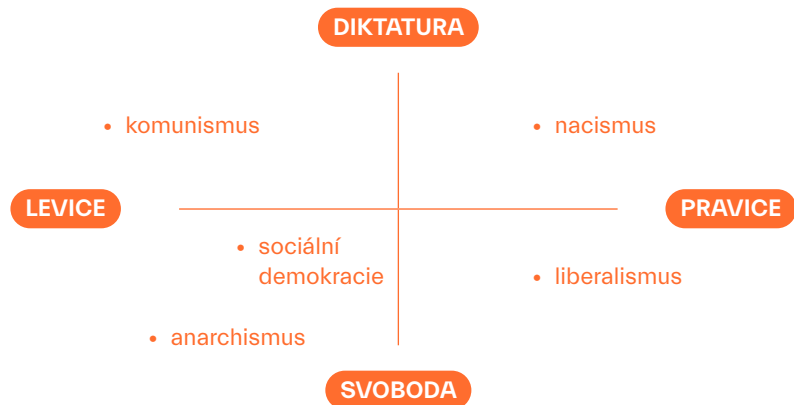 DIKTATURA
• komunismus
• nacismus
LEVICE
PRAVICE
• sociální
demokracie
• liberalismus
• anarchismus
SVOBODA